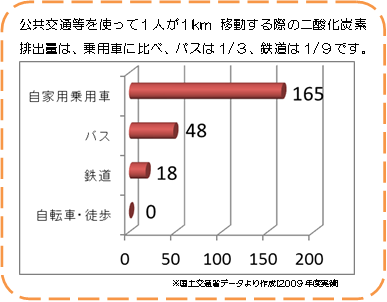 公共交通等を使って1人が1km 移動する際の二酸化炭素
排出量は、乗用車に比べ、バスは1/3、鉄道は1/9です。
自家用乗用車 165
バス 48
鉄道 18
自転車・徒歩 0
0 50 100 150 200
※国土交通省データより作成(2009年度実績)